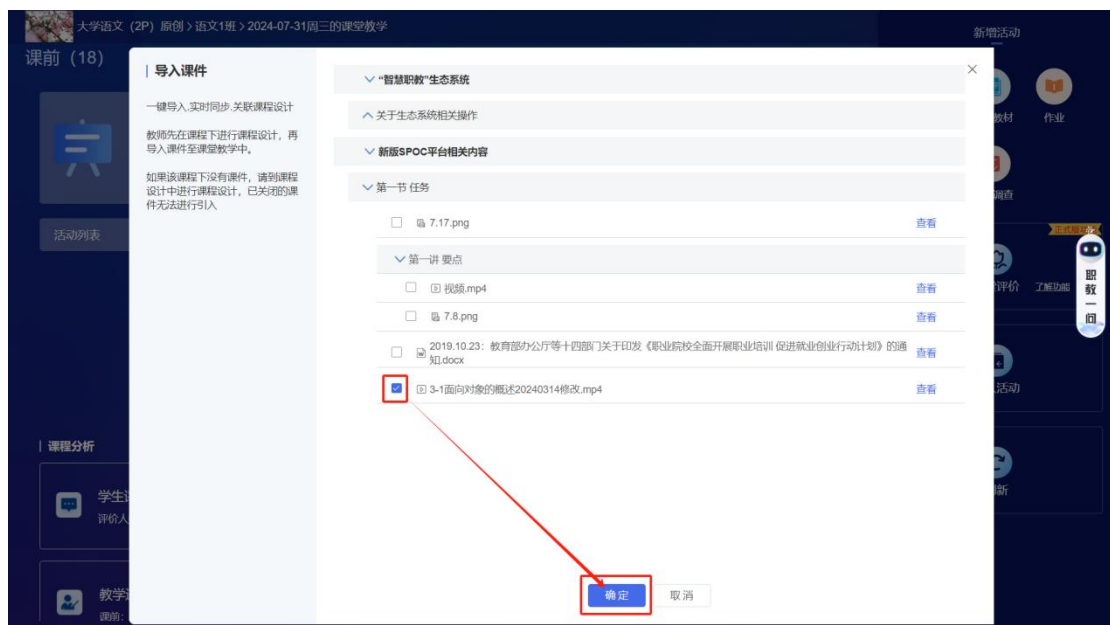 大学语文（2P）原创 > 语文1班 > 2024-07-31周三的课堂教学
新增活动
课前（18）
导入课件
一键导入.实时同步.关联课程设计
教师先在课程下进行课程设计，再
导入课件至课堂教学中。
如果该课程下没有课件，请到课程
设计中进行课程设计，已关闭的课
件无法进行引入
“智慧职教”生态系统
关于生态系统相关操作
新版SPOC平台相关内容
第一节 任务
7.17.png 查看
第一讲 要点
视频.mp4 查看
7.8.png 查看
2019.10.23：教育部办公厅等十四部门关于印发《职业院校全面开展职业培训 促进就业创业行动计划》的通
知.docx 查看
3-1面向对象的概述20240314修改.mp4 查看
确定 取消
活动列表
课程分析
学生
评价人
教学
课前:
教材 作业
调查
评价 了解功能
职教一问
活动